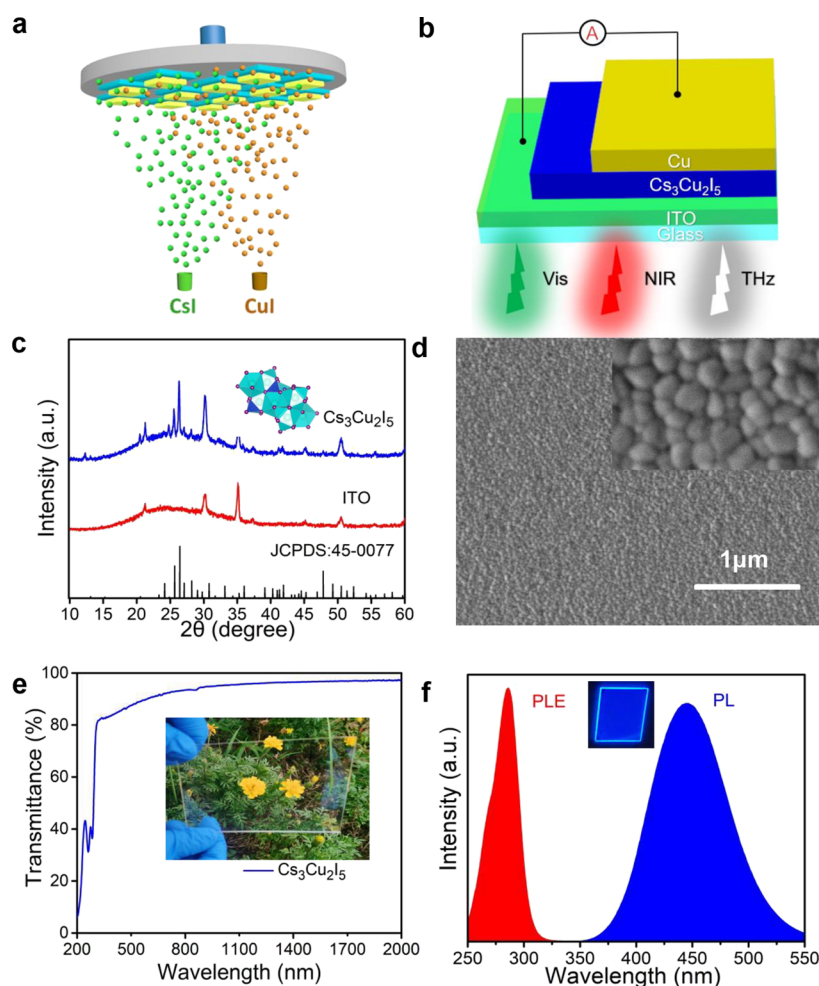 a
CsI
CuI
b
A
Cu
Cs₃Cu₂I₅
ITO
Glass
Vis
NIR
THz
c
Intensity (a.u.)
Cs₃Cu₂I₅
ITO
JCPDS:45-0077
10 15 20 25 30 35 40 45 50 55 60
2θ (degree)
d
1μm
e
Transmittance (%)
100
80
60
40
20
0
Cs₃Cu₂I₅
200 500 800 1100 1400 1700 2000
Wavelength (nm)
f
Intensity (a.u.)
PLE
PL
250 300 350 400 450 500 550
Wavelength (nm)